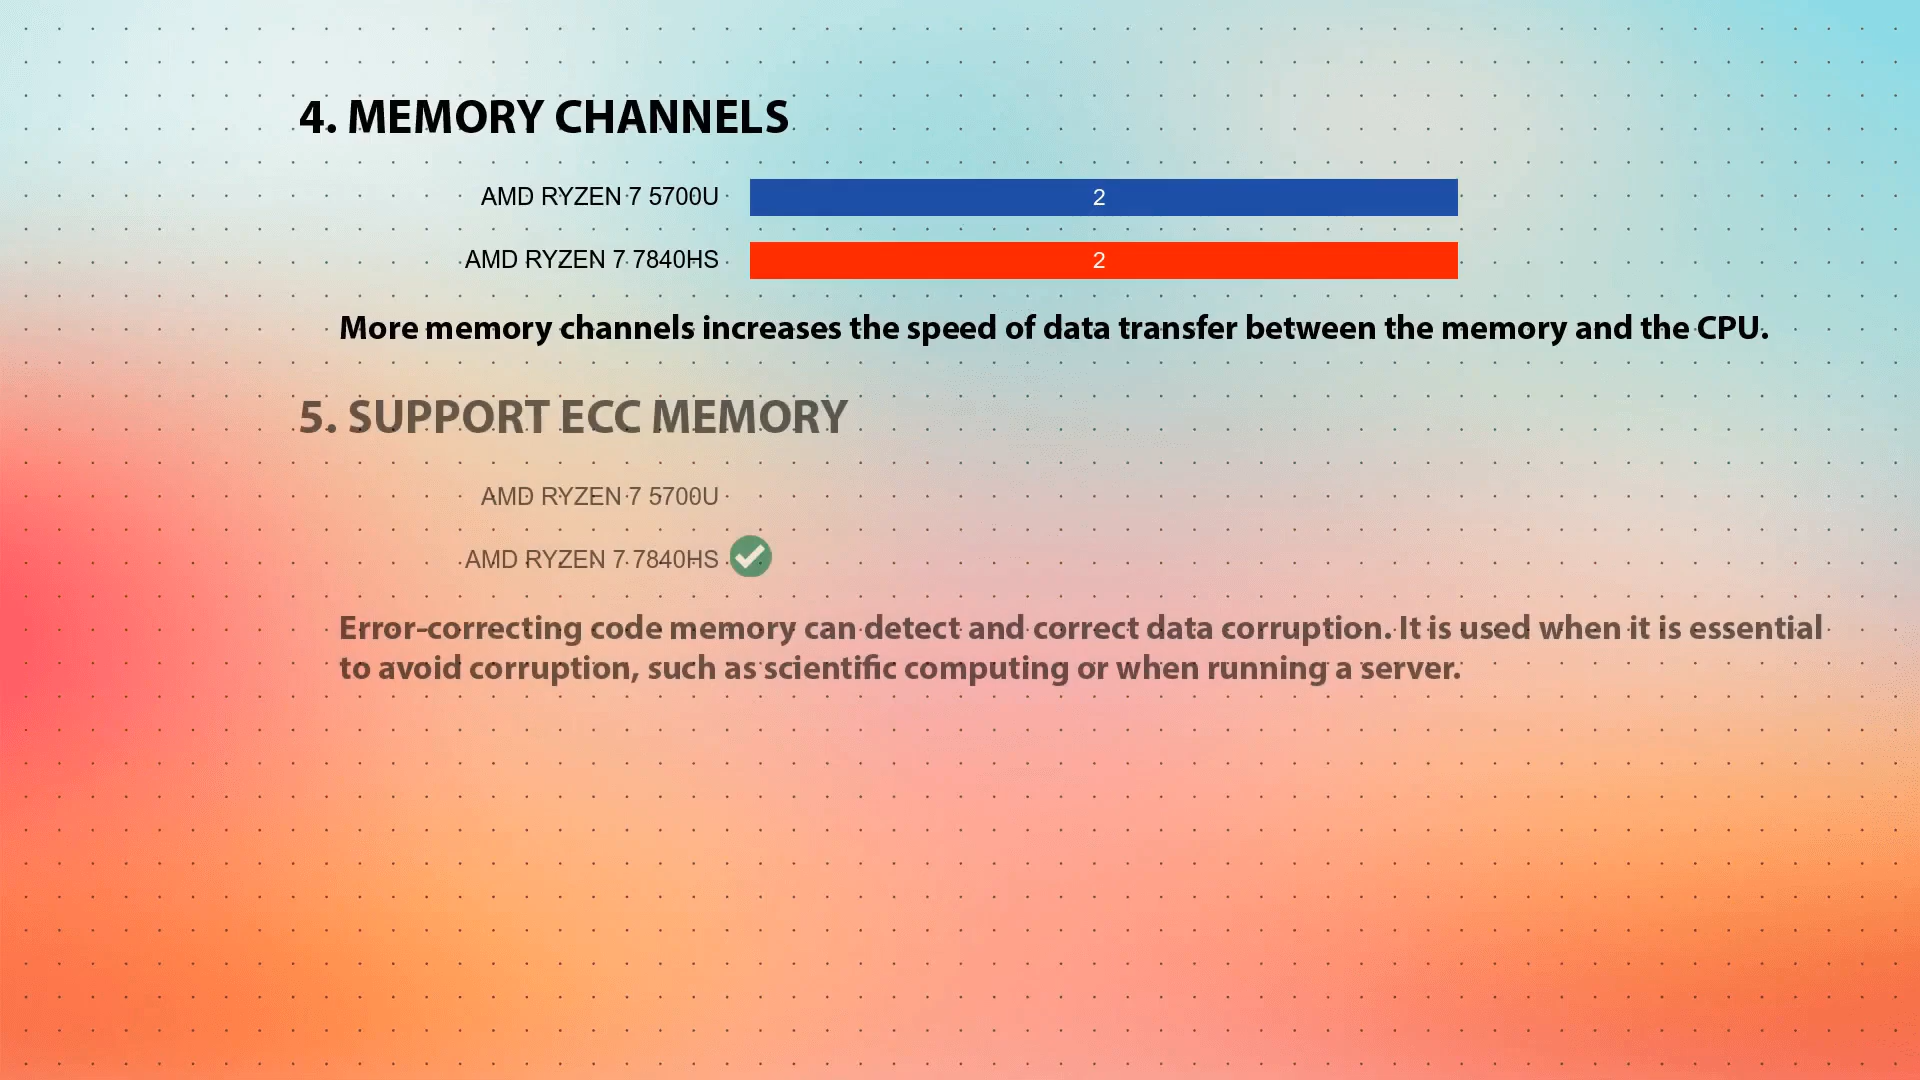 4. MEMORY CHANNELS
AMD RYZEN 7 5700U
2
AMD RYZEN 7 7840HS
2
More memory channels increases the speed of data transfer between the memory and the CPU.
5. SUPPORT ECC MEMORY
AMD RYZEN 7 5700U
AMD RYZEN 7 7840HS
Error-correcting code memory can detect and correct data corruption. It is used when it is essential
to avoid corruption, such as scientific computing or when running a server.